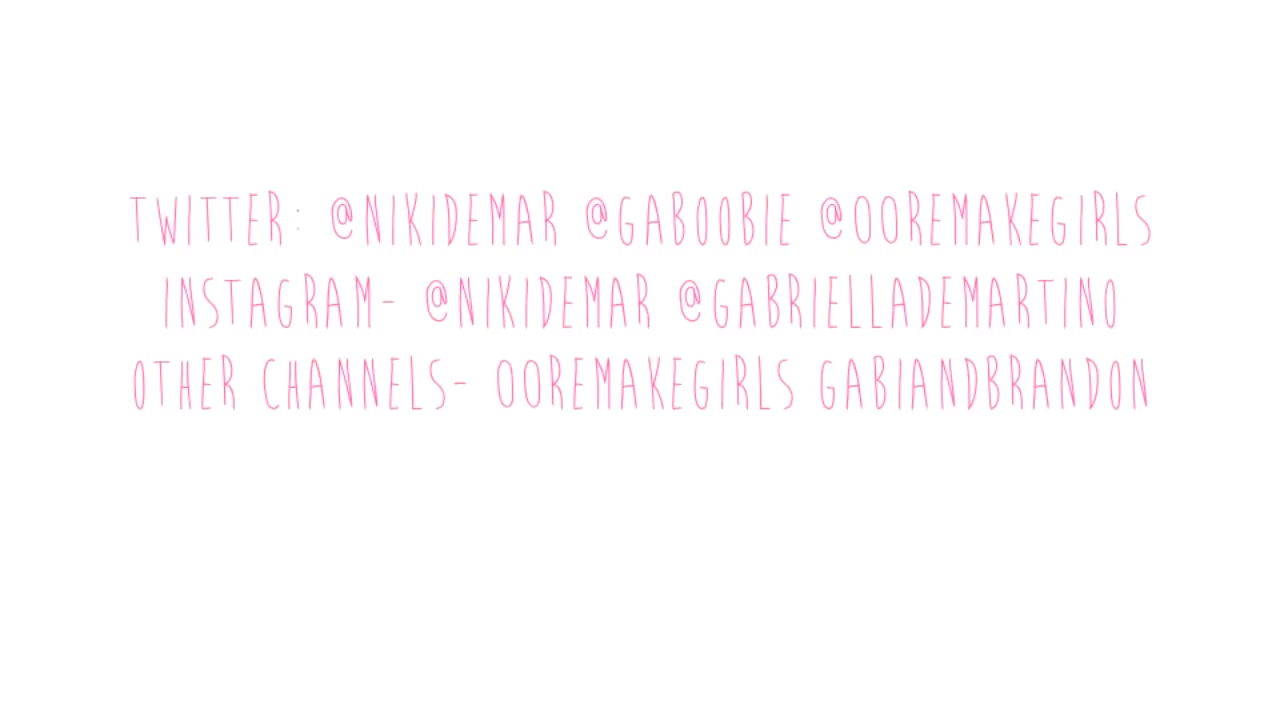 TWITTER: @NIKIDEMAR @GABOOBIE @OOREMAKEGIRLS
INSTAGRAM- @NIKIDEMAR @GABRIELLADEMARTINO
OTHER CHANNELS- OOREMAKEGIRLS GABIANDBRANDON